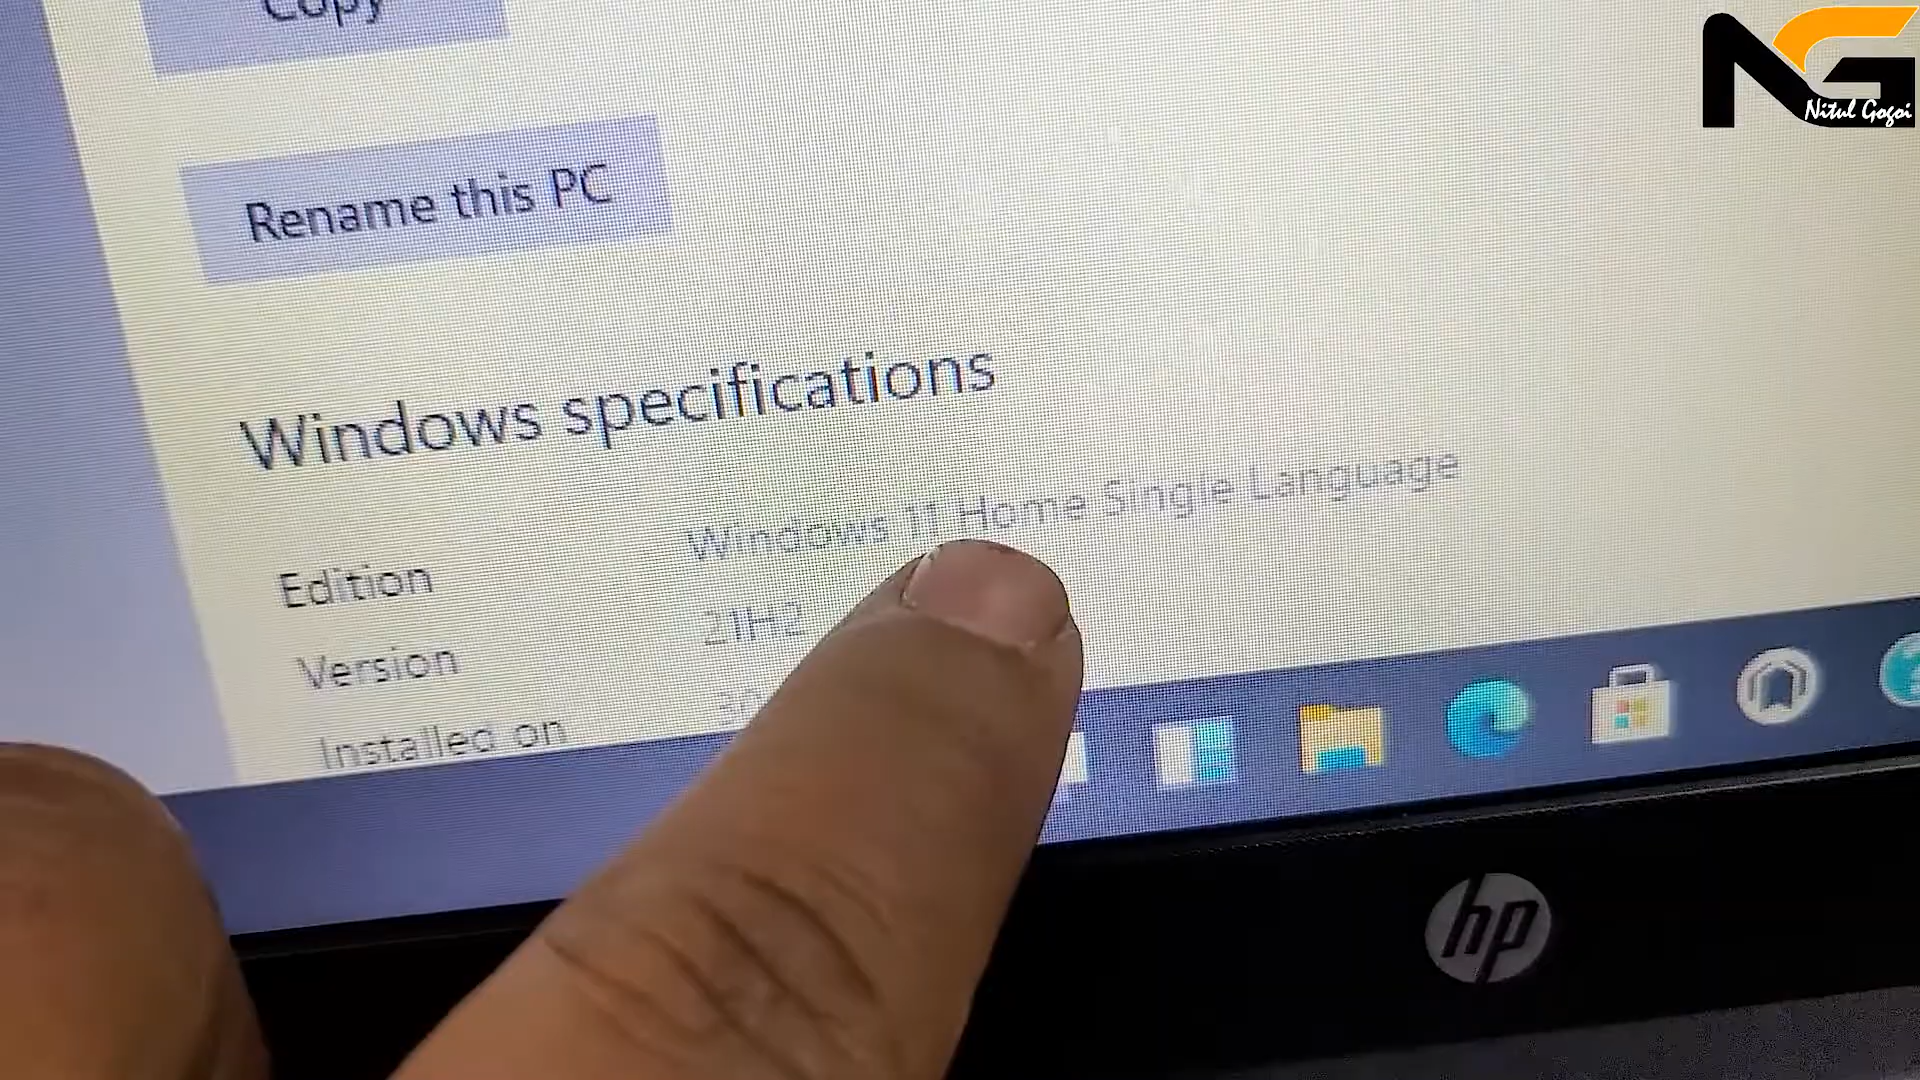 Copy
Nitul Gogoi
Rename this PC
Windows specifications
Edition Windows 11 Home Single Language
Version 21H2
Installed on 30
hp